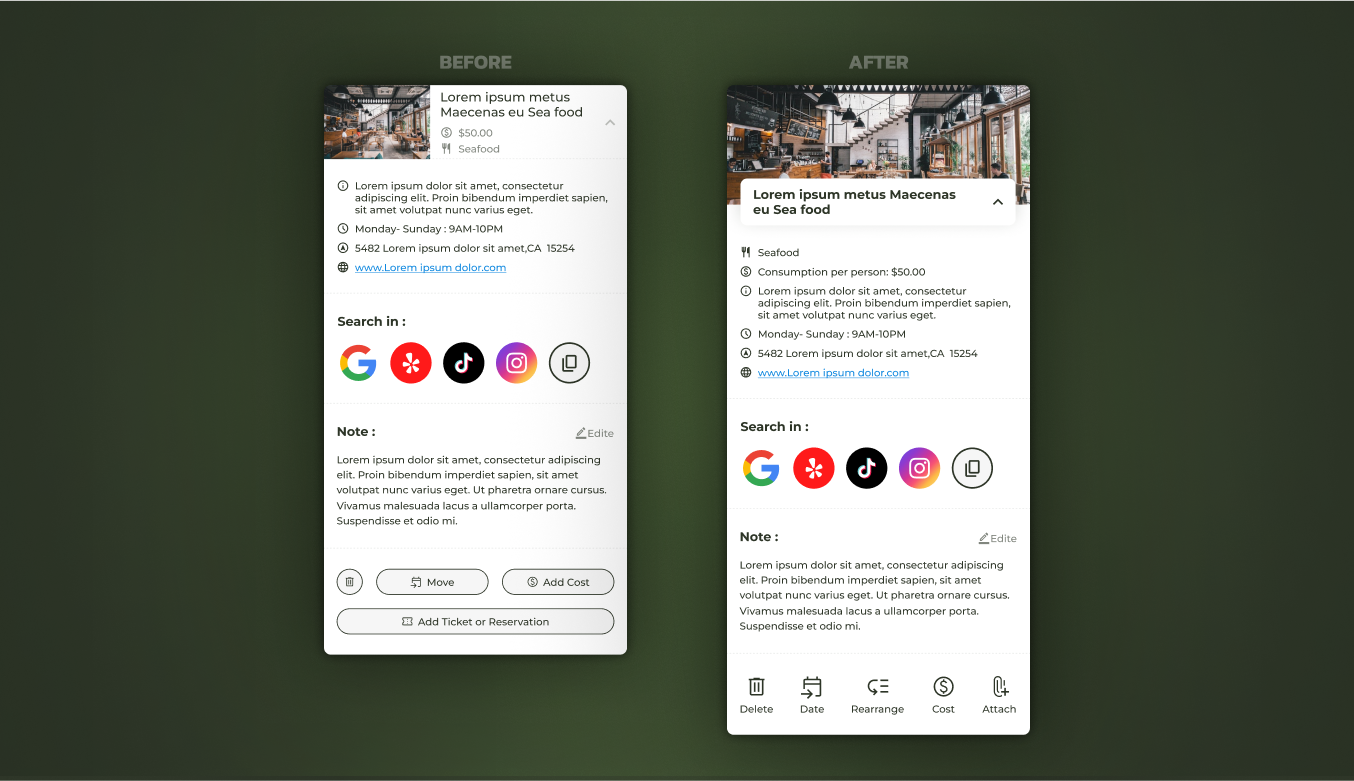 BEFORE
Lorem ipsum metus
Maecenas eu Sea food
$50.00
Seafood
Lorem ipsum dolor sit amet, consectetur
adipiscing elit. Proin bibendum imperdiet sapien,
sit amet volutpat nunc varius eget.
Monday- Sunday : 9AM-10PM
5482 Lorem ipsum dolor sit amet,CA 15254
www.Lorem ipsum dolor.com
Search in :
Note :
Edite
Lorem ipsum dolor sit amet, consectetur adipiscing
elit. Proin bibendum imperdiet sapien, sit amet
volutpat nunc varius eget. Ut pharetra ornare cursus.
Vivamus malesuada lacus a ullamcorper porta.
Suspendisse et odio mi.
Move
Add Cost
Add Ticket or Reservation
AFTER
Lorem ipsum metus Maecenas
eu Sea food
Seafood
Consumption per person: $50.00
Lorem ipsum dolor sit amet, consectetur
adipiscing elit. Proin bibendum imperdiet sapien,
sit amet volutpat nunc varius eget.
Monday- Sunday : 9AM-10PM
5482 Lorem ipsum dolor sit amet,CA 15254
www.Lorem ipsum dolor.com
Search in :
Note :
Edite
Lorem ipsum dolor sit amet, consectetur adipiscing
elit. Proin bibendum imperdiet sapien, sit amet
volutpat nunc varius eget. Ut pharetra ornare cursus.
Vivamus malesuada lacus a ullamcorper porta.
Suspendisse et odio mi.
Delete
Date
Rearrange
Cost
Attach